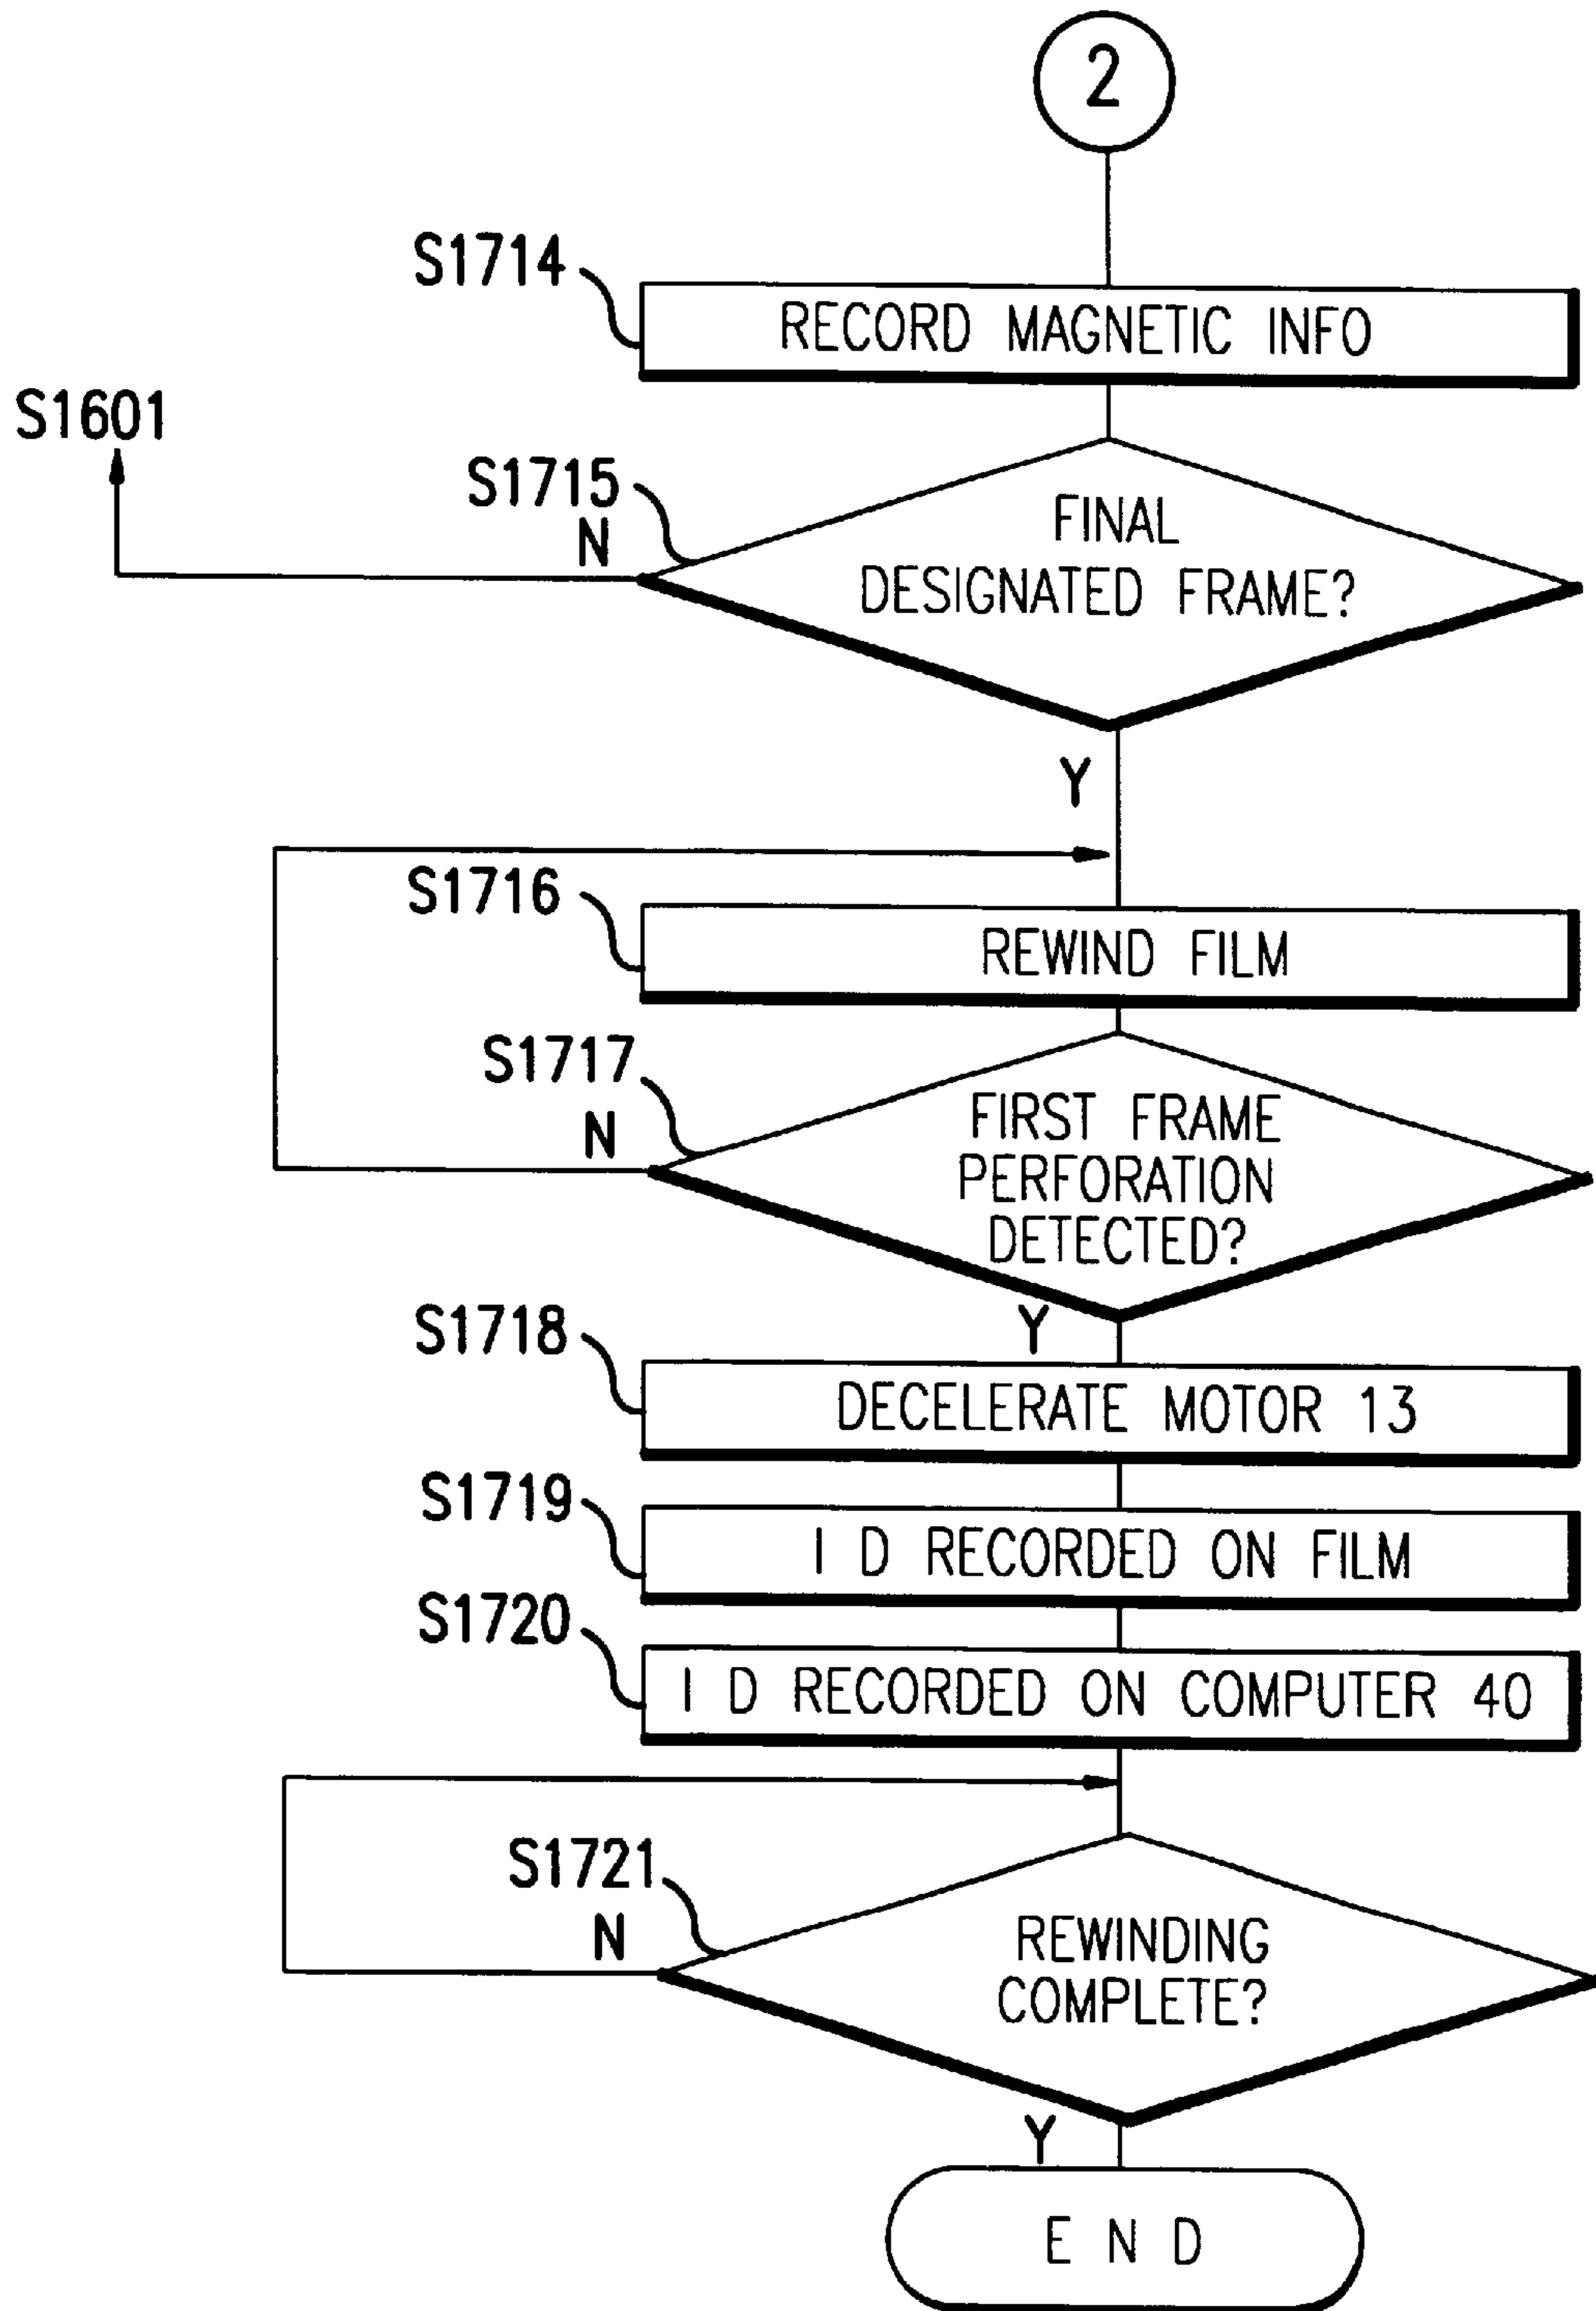 2
S1714
RECORD MAGNETIC INFO
S1601
S1715
N
FINAL
DESIGNATED FRAME?
Y
S1716
REWIND FILM
S1717
N
FIRST FRAME
PERFORATION
DETECTED?
Y
S1718
DECELERATE MOTOR 13
S1719
I D RECORDED ON FILM
S1720
I D RECORDED ON COMPUTER 40
S1721
N
REWINDING
COMPLETE?
Y
E N D